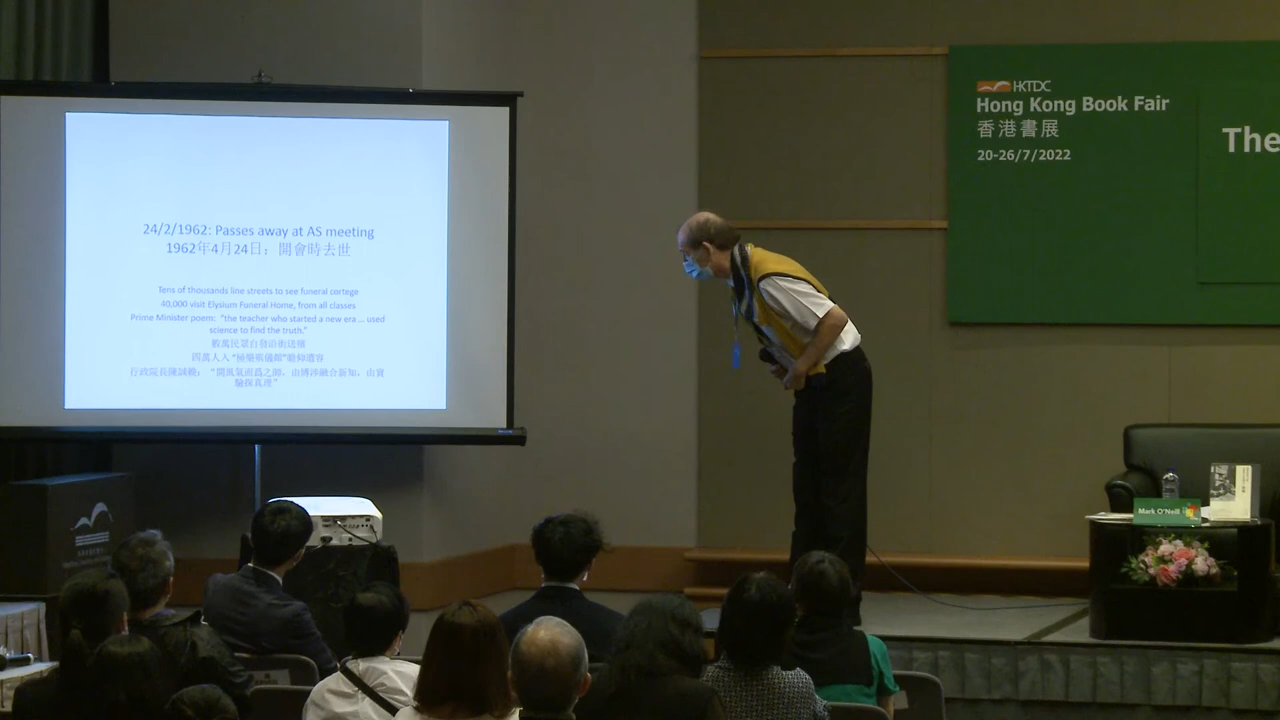 24/2/1962: Passes away at AS meeting
1962年4月24日；開會時去世
Tens of thousands line streets to see funeral cortege
40,000 visit Elysium Funeral Home, from all classes
Prime Minister poem: “the teacher who started a new era … used
science to find the truth.”
數萬民眾自發沿街送殯
四萬人入“極樂殯儀館”瞻仰遺容
行政院長陳誠輓：“開風氣而爲之師，由博涉融合新知，由實
驗探真理”
HKTDC
Hong Kong Book Fair
香港書展
20-26/7/2022
The
Mark O'Neill